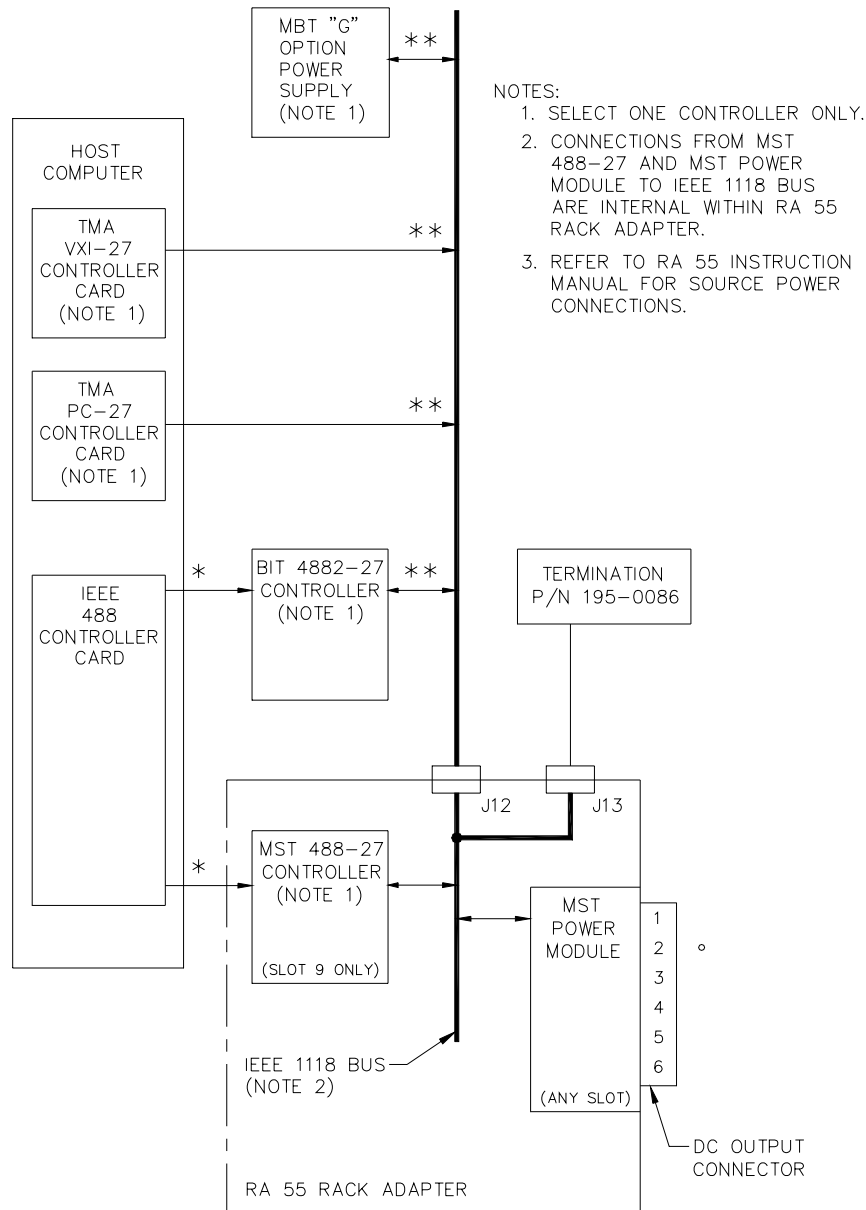 MBT "G"
OPTION
POWER
SUPPLY
(NOTE 1)
**
NOTES:
1. SELECT ONE CONTROLLER ONLY.
2. CONNECTIONS FROM MST
488-27 AND MST POWER
MODULE TO IEEE 1118 BUS
ARE INTERNAL WITHIN RA 55
RACK ADAPTER.
3. REFER TO RA 55 INSTRUCTION
MANUAL FOR SOURCE POWER
CONNECTIONS.
HOST
COMPUTER
TMA
VXI-27
CONTROLLER
CARD
(NOTE 1)
**
TMA
PC-27
CONTROLLER
CARD
(NOTE 1)
**
IEEE
488
CONTROLLER
CARD
*
BIT 4882-27
CONTROLLER
(NOTE 1)
**
TERMINATION
P/N 195-0086
J12
J13
*
MST 488-27
CONTROLLER
(NOTE 1)
(SLOT 9 ONLY)
MST
POWER
MODULE
(ANY SLOT)
1
2
3
4
5
6
IEEE 1118 BUS
(NOTE 2)
DC OUTPUT
CONNECTOR
RA 55 RACK ADAPTER